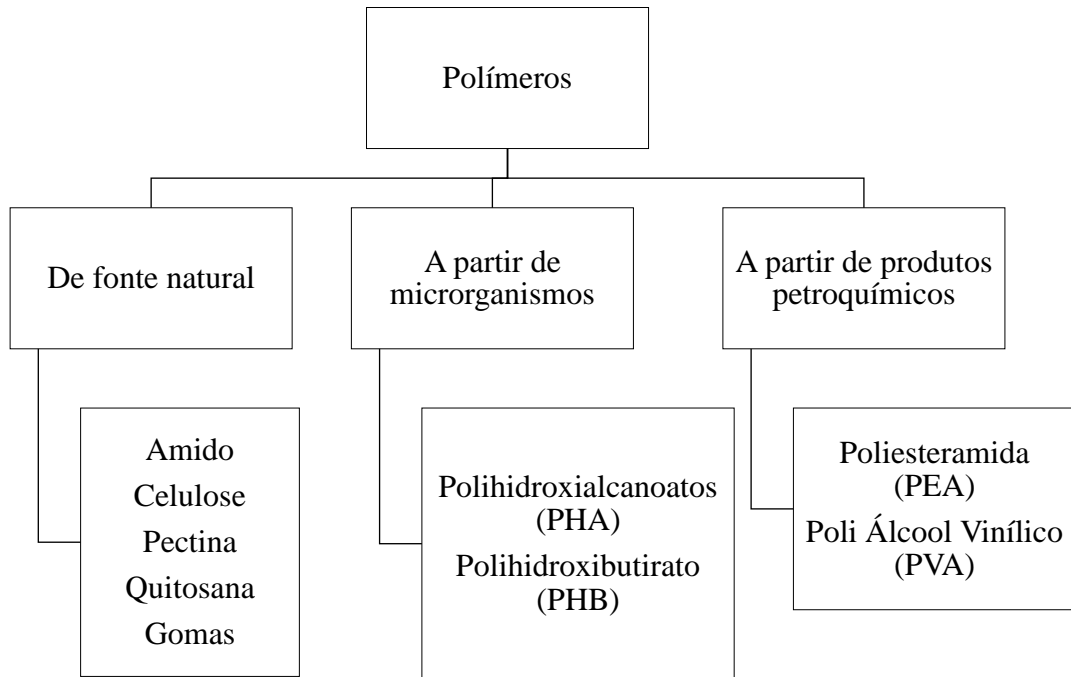 Polímeros
De fonte natural
A partir de
microrganismos
A partir de produtos
petroquímicos
Amido
Celulose
Pectina
Quitosana
Gomas
Polihidroxialcanoatos
(PHA)
Polihidroxibutirato
(PHB)
Poliesteramida
(PEA)
Poli Álcool Vinílico
(PVA)